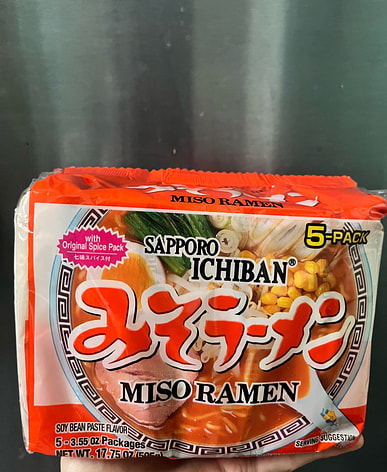 MISO RAMEN
with
Original Spice Pack
七味スパイス付
SAPPORO
ICHIBAN®
5-PACK
みそラーメン
MISO RAMEN
SOY BEAN PASTE FLAVOR
5 - 3.55 OZ Packages
NET WT. 17.75 OZ
SERVING SUGGESTION